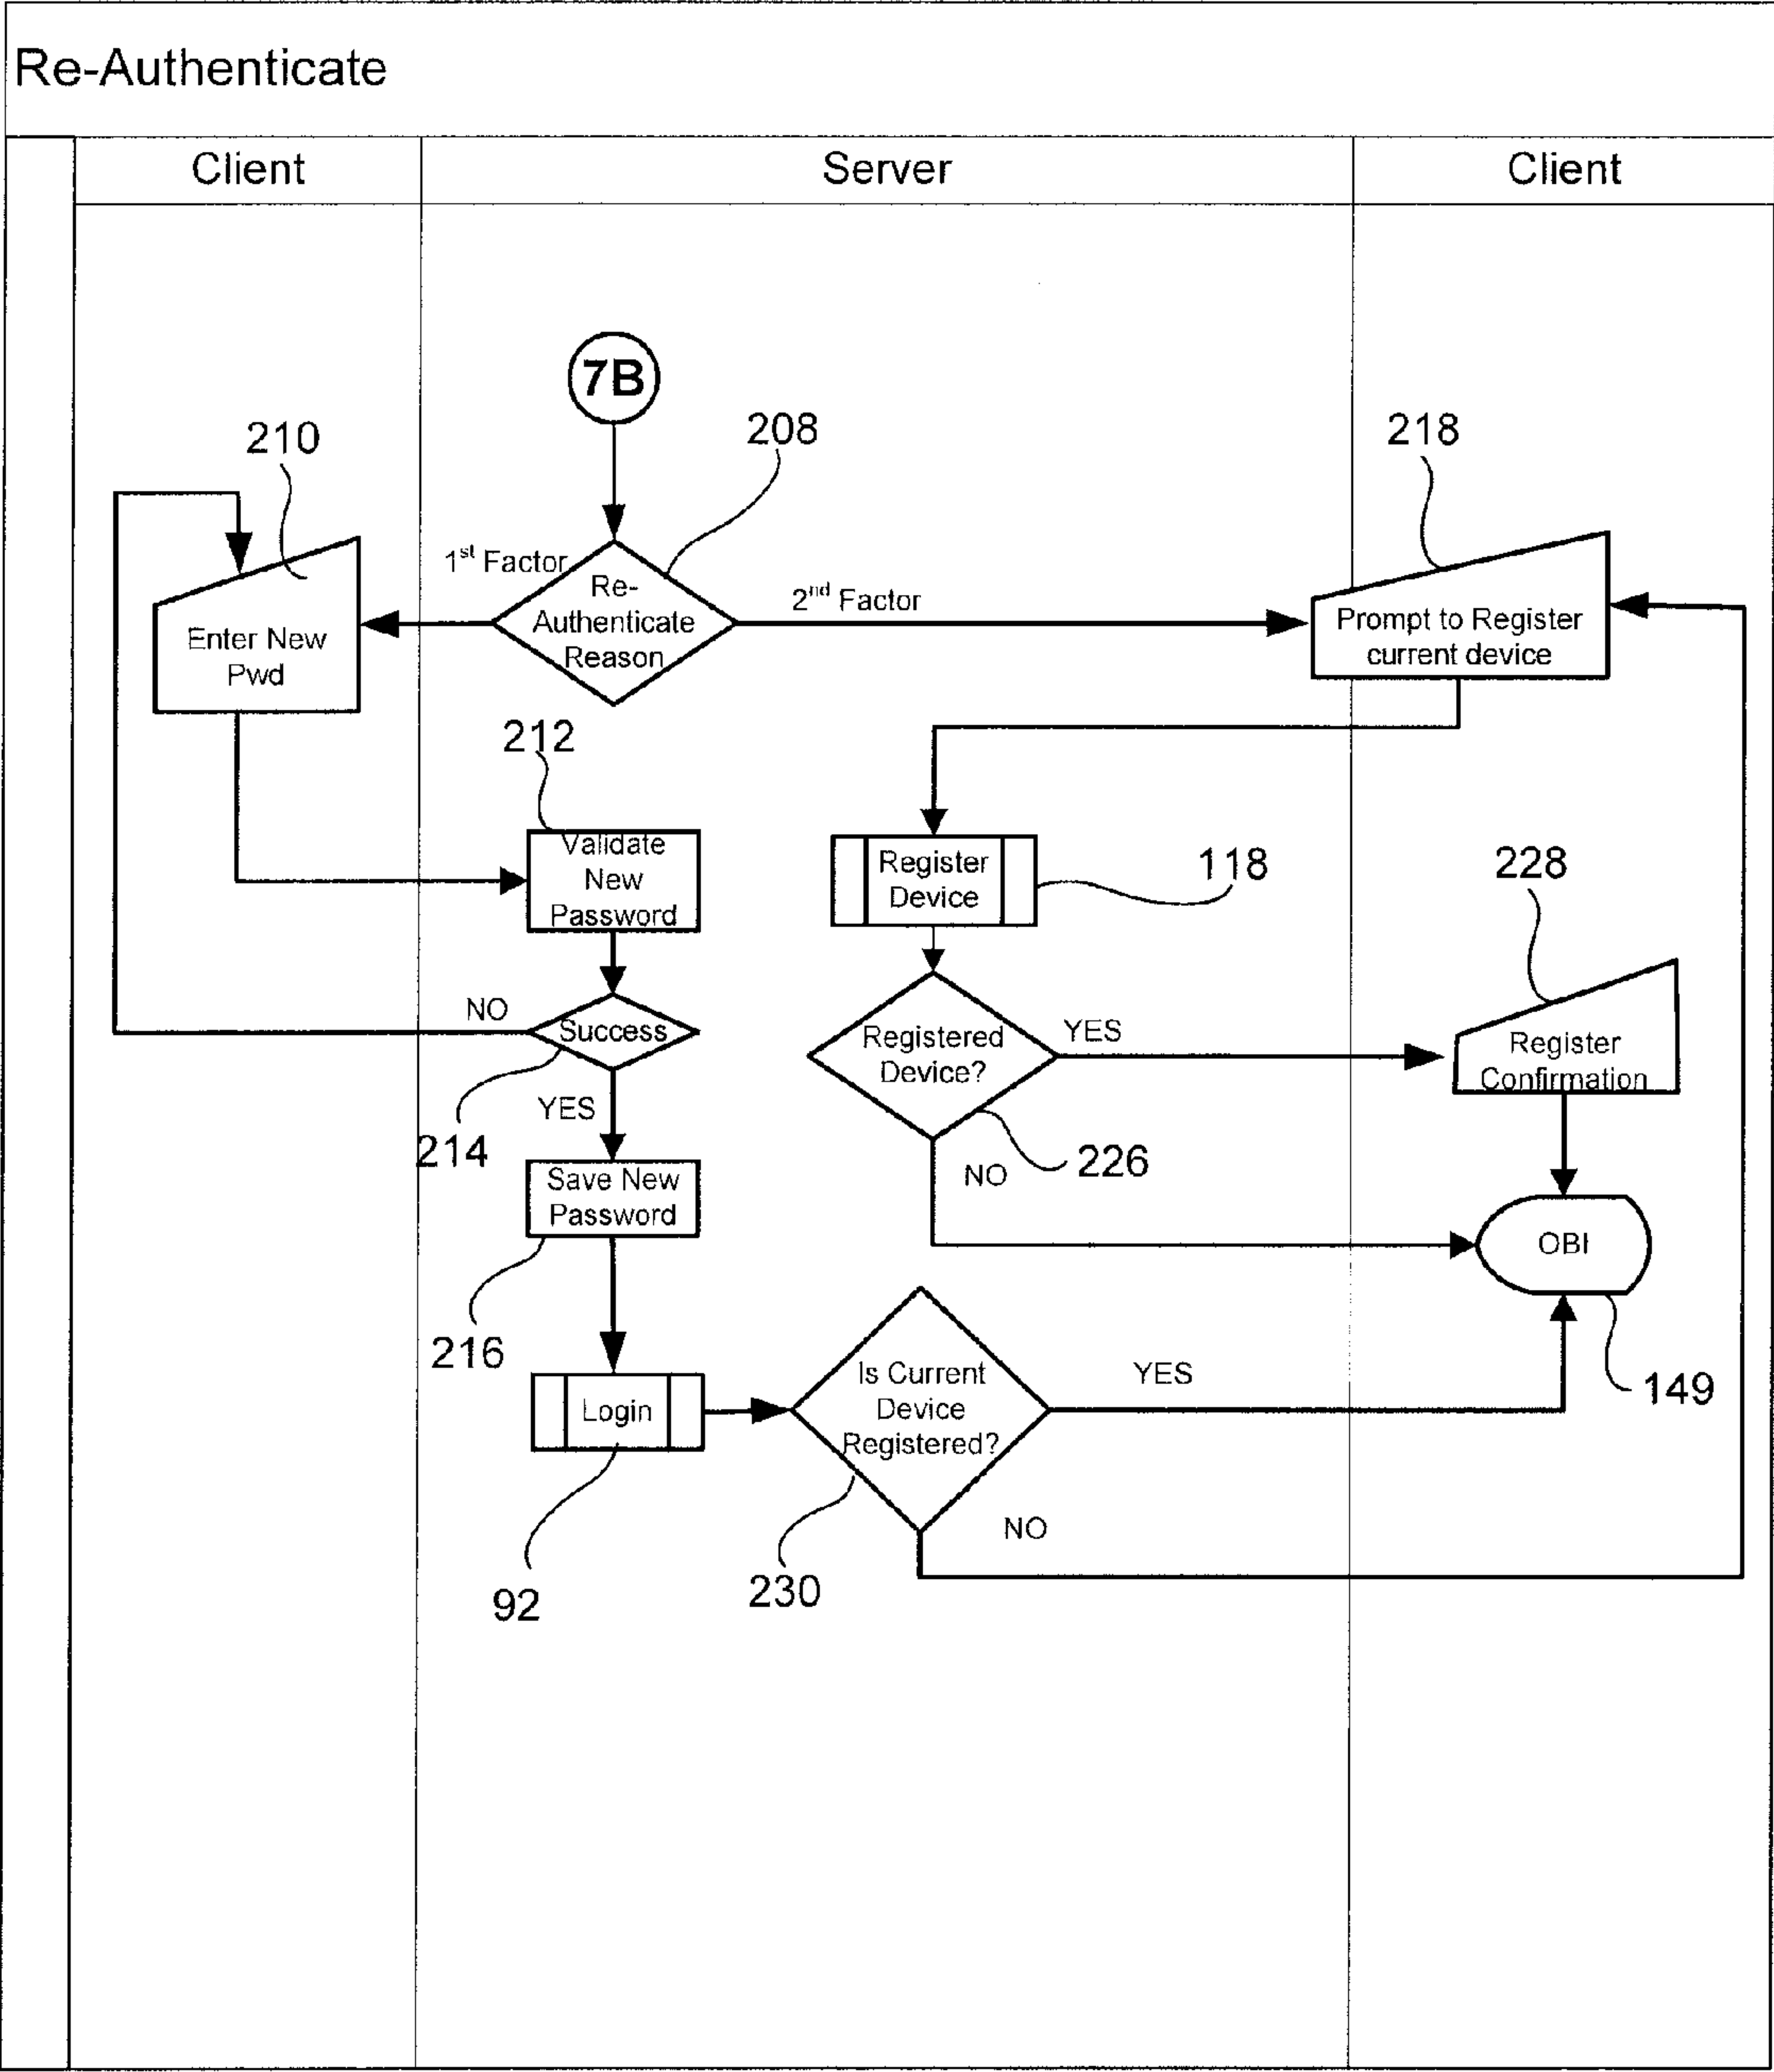 Re-Authenticate
Client
Server
Client
7B
210
208
218
1st Factor
Re-
Authenticate
Reason
2nd Factor
Enter New
Pwd
Prompt to Register
current device
212
Validate
New
Password
Register
Device
118
228
NO
Success
Registered
Device?
YES
Register
Confirmation
YES
214
226
NO
Save New
Password
OBI
216
Is Current
Device
Registered?
YES
149
Login
NO
92
230